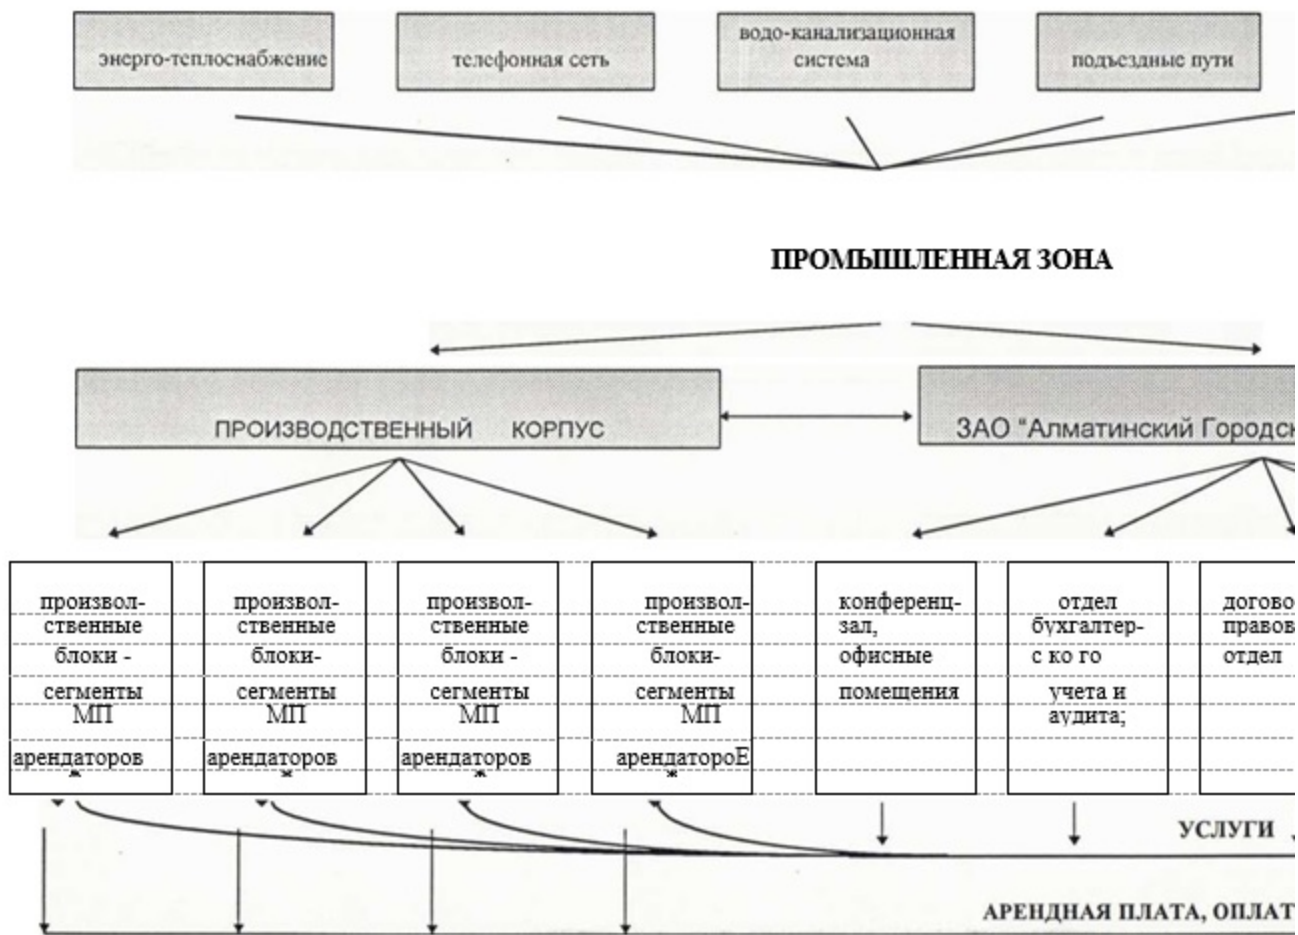 энерго-теплоснабжение
телефонная сеть
водо-канализационная
система
подъездные пути
ПРОМЫШЛЕННАЯ ЗОНА
ПРОИЗВОДСТВЕННЫЙ КОРПУС
ЗАО "Алматинский Городск
произвол-
ственные
блоки -
сегменты
МП
арендаторов
произвол-
ственные
блоки-
сегменты
МП
арендаторов
произвол-
ственные
блоки -
сегменты
МП
арендаторов
произвол-
ственные
блоки-
сегменты
МП
арендатороЕ
конференц-
зал,
офисные
помещения
отдел
бухгалтер-
с ко го
учета и
аудита;
догово
правов
отдел
УСЛУГИ
АРЕНДНАЯ ПЛАТА, ОПЛАТ